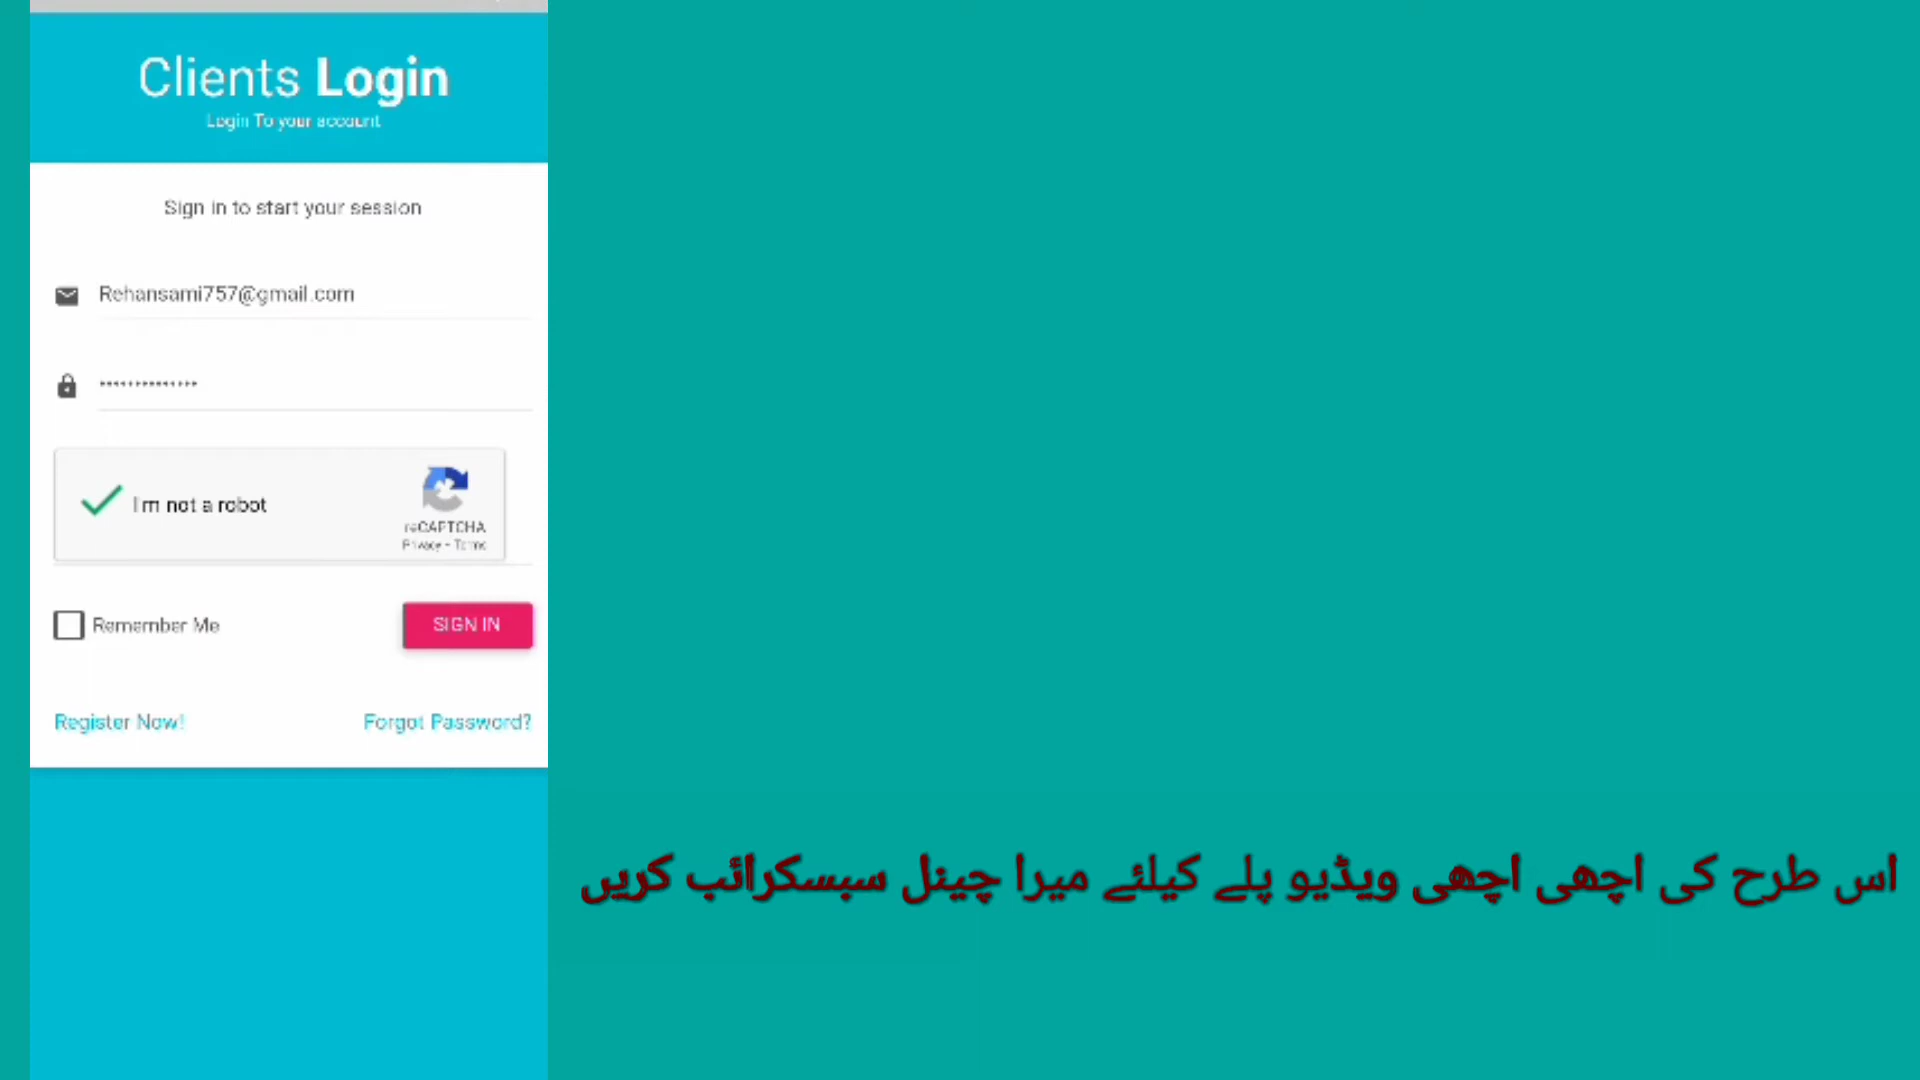 Clients Login
Login To your account
Sign in to start your session
Rehansami757@gmail.com
••••••••••••••
I'm not a robot
reCAPTCHA
Privacy - Terms
Remember Me
SIGN IN
Register Now!
Forgot Password?
اس طرح کی اچھی اچھی ویڈیو پلے کیلئے میرا چینل سبسکرائب کریں